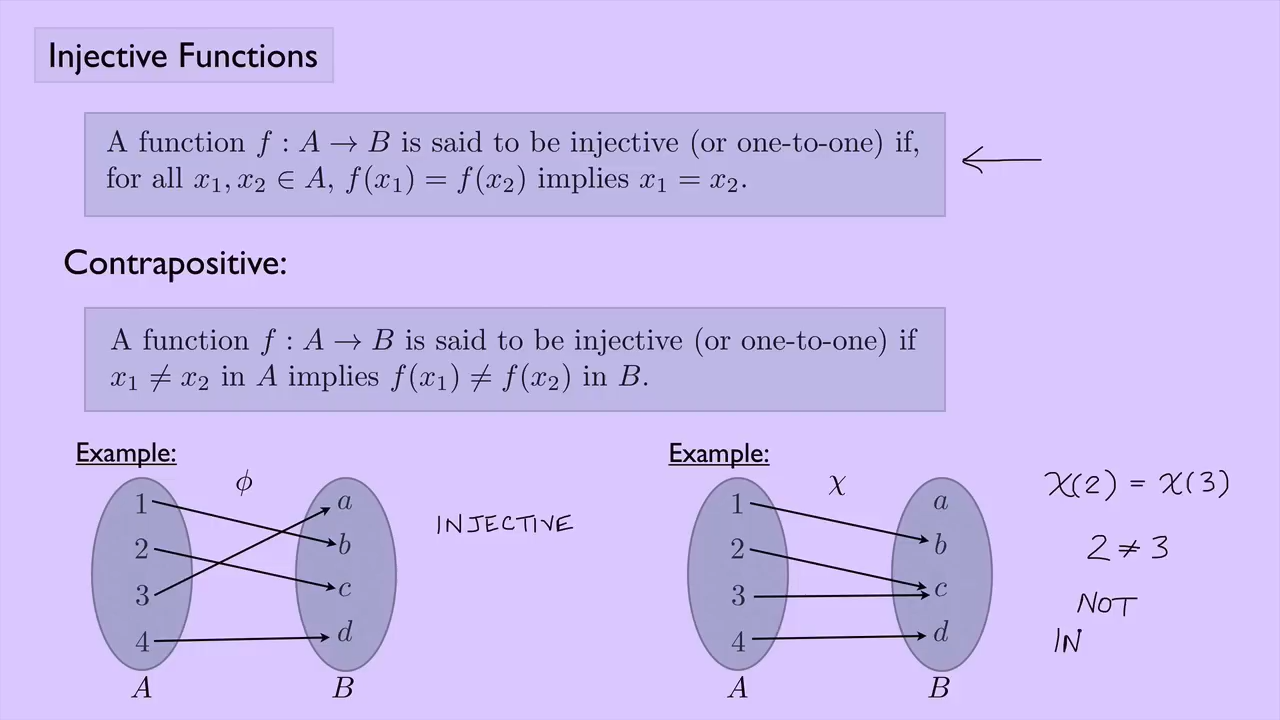 Injective Functions
A function f : A → B is said to be injective (or one-to-one) if,
for all x₁, x₂ ∈ A, f(x₁) = f(x₂) implies x₁ = x₂.
Contrapositive:
A function f : A → B is said to be injective (or one-to-one) if
x₁ ≠ x₂ in A implies f(x₁) ≠ f(x₂) in B.
Example:
ϕ
1 a
2 b
3 c
4 d
A B
INJECTIVE
Example:
χ
1 a
2 b
3 c
4 d
A B
χ(2) = χ(3)
2 ≠ 3
NOT
IN